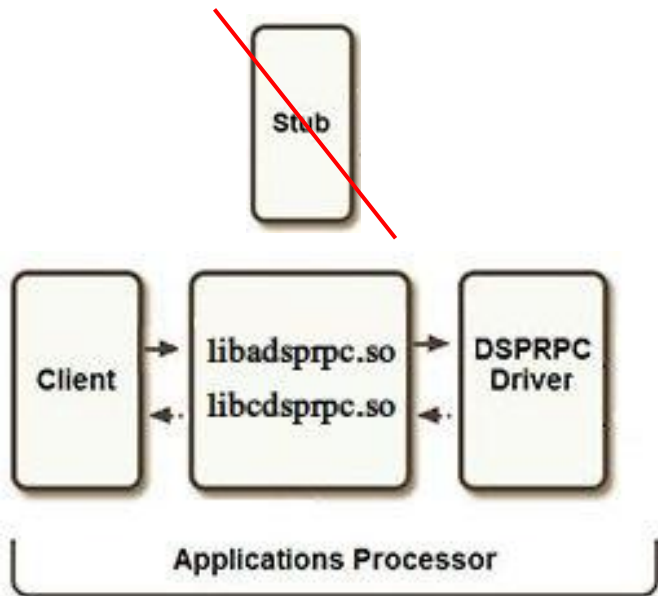 Stub
Client
libadsprpc.so
libcdsprpc.so
DSPRPC
Driver
Applications Processor